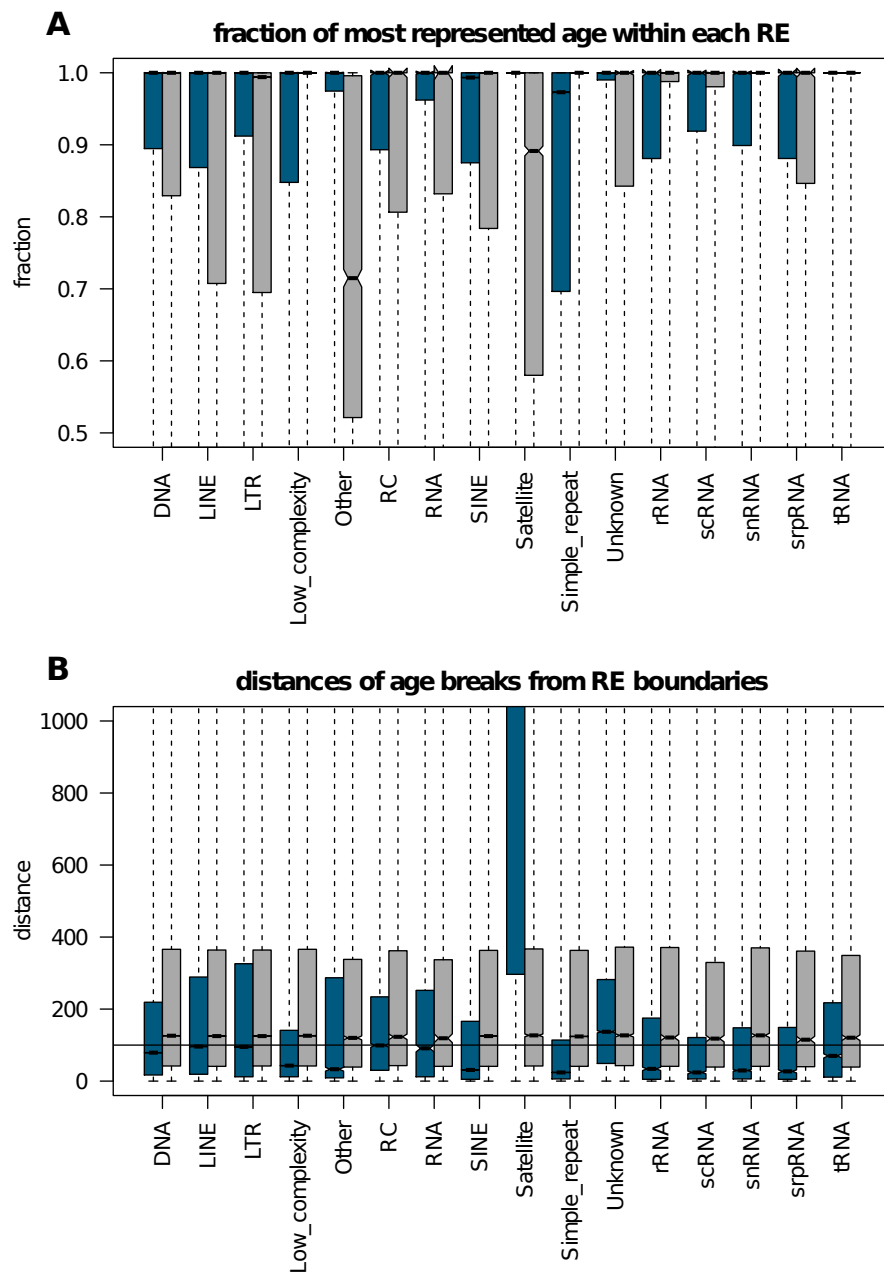 A
fraction of most represented age within each RE
1.0
0.9
0.8
0.7
0.6
0.5
fraction
DNA
LINE
LTR
Low_complexity
Other
RC
RNA
SINE
Satellite
Simple_repeat
Unknown
rRNA
scRNA
snRNA
srpRNA
tRNA
B
distances of age breaks from RE boundaries
1000
800
600
400
200
0
distance
DNA
LINE
LTR
Low_complexity
Other
RC
RNA
SINE
Satellite
Simple_repeat
Unknown
rRNA
scRNA
snRNA
srpRNA
tRNA